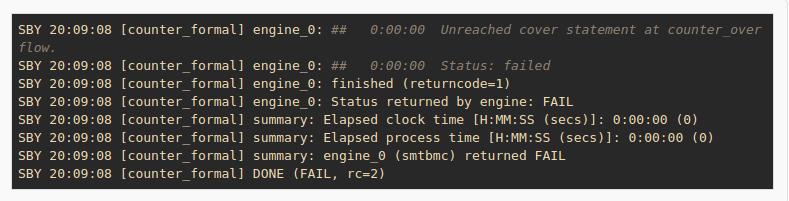 SBY 20:09:08 [counter_formal] engine_0: ##   0:00:00  Unreached cover statement at counter_over
flow.
SBY 20:09:08 [counter_formal] engine_0: ##   0:00:00  Status: failed
SBY 20:09:08 [counter_formal] engine_0: finished (returncode=1)
SBY 20:09:08 [counter_formal] engine_0: Status returned by engine: FAIL
SBY 20:09:08 [counter_formal] summary: Elapsed clock time [H:MM:SS (secs)]: 0:00:00 (0)
SBY 20:09:08 [counter_formal] summary: Elapsed process time [H:MM:SS (secs)]: 0:00:00 (0)
SBY 20:09:08 [counter_formal] summary: engine_0 (smtbmc) returned FAIL
SBY 20:09:08 [counter_formal] DONE (FAIL, rc=2)